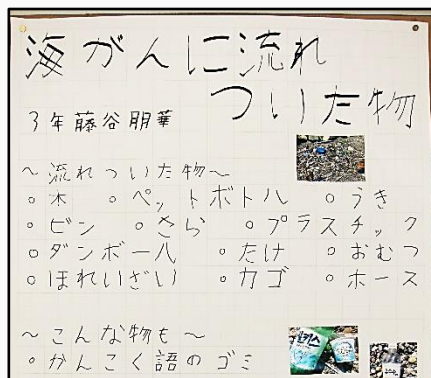 海がんに流れ
ついた物
3年藤谷朋華
~流れついた物~
○木 ○ペットボトル ○うき
○ビン ○さら ○プラスチック
○ダンボール ○たけ ○おむつ
○ほれいざい ○カゴ ○ホース
~こんな物も~
○かんこく語のゴミ